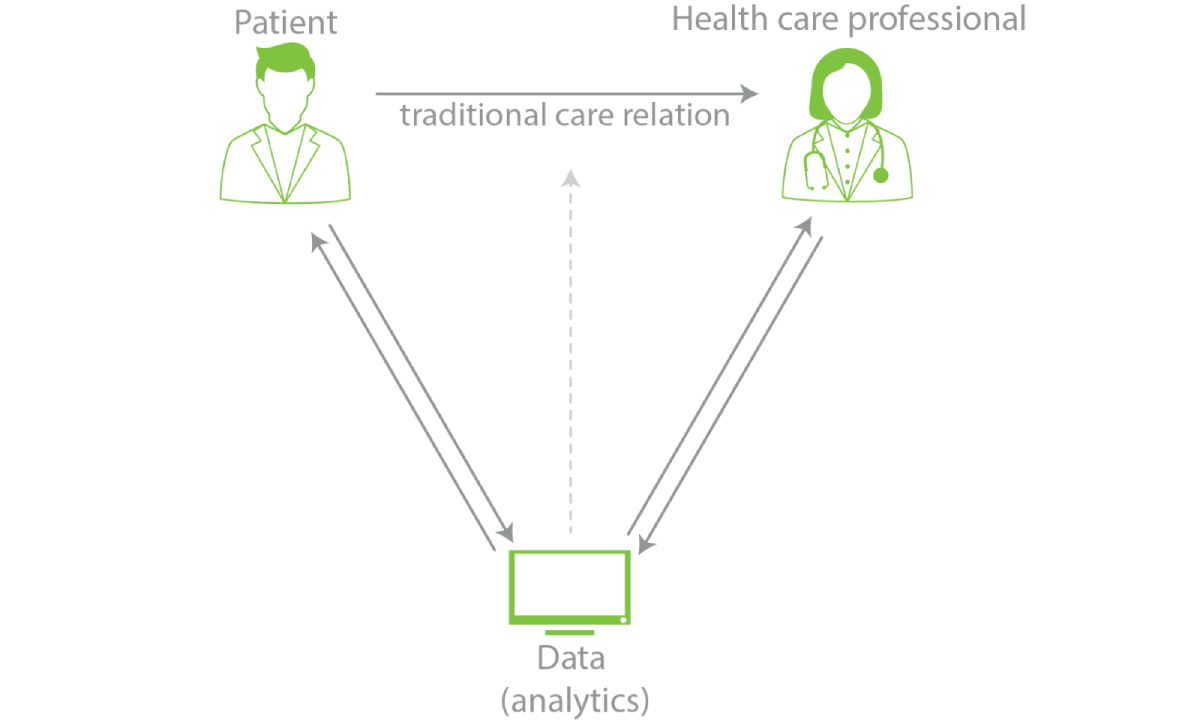 Patient
Health care professional
traditional care relation
Data
(analytics)